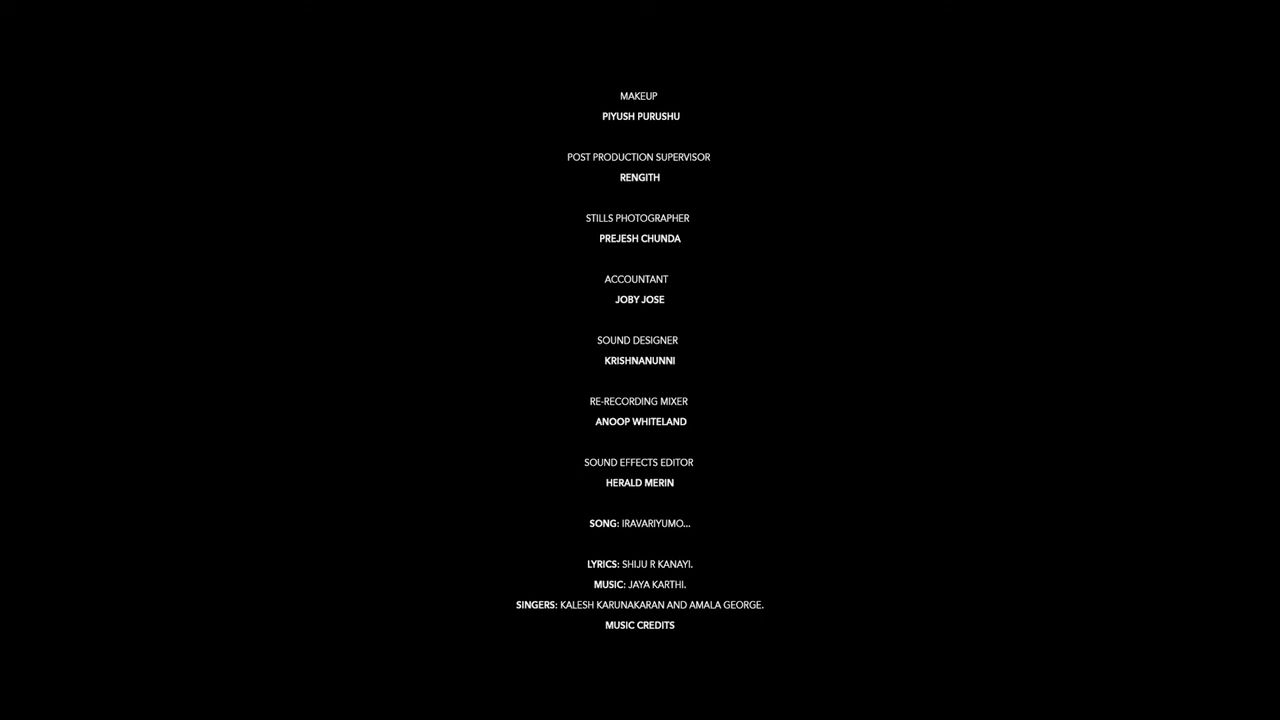 MAKEUP
PIYUSH PURUSHU
POST PRODUCTION SUPERVISOR
RENGITH
STILLS PHOTOGRAPHER
PREJESH CHUNDA
ACCOUNTANT
JOBY JOSE
SOUND DESIGNER
KRISHNANUNNI
RE-RECORDING MIXER
ANOOP WHITELAND
SOUND EFFECTS EDITOR
HERALD MERIN
SONG: IRAVARIYUMO...
LYRICS: SHIJU R KANAYI.
MUSIC: JAYA KARTHI.
SINGERS: KALESH KARUNAKARAN AND AMALA GEORGE.
MUSIC CREDITS